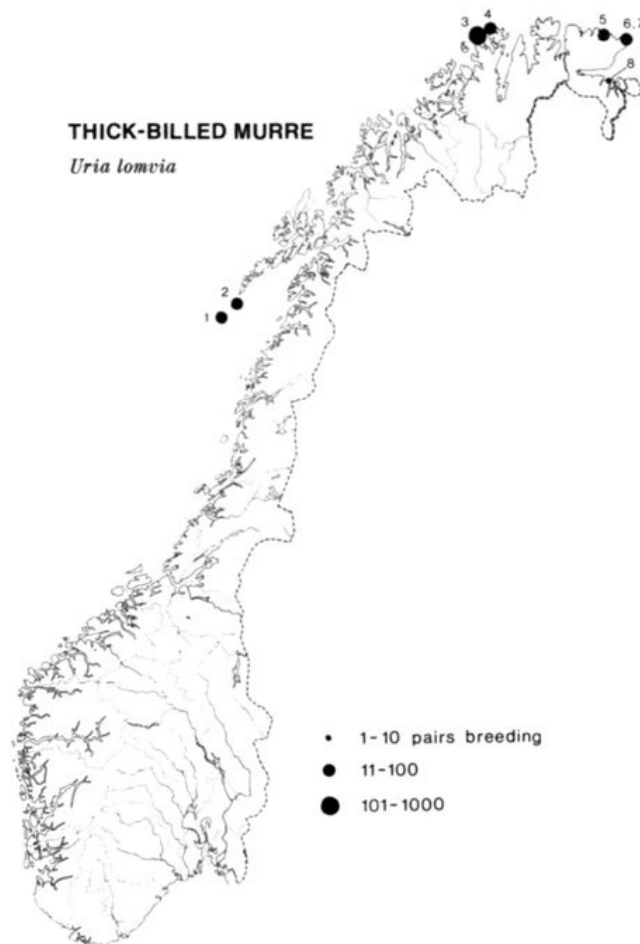 3 4 5 6,7
8
THICK-BILLED MURRE
Uria lomvia
2
1
1-10 pairs breeding
11-100
101-1000